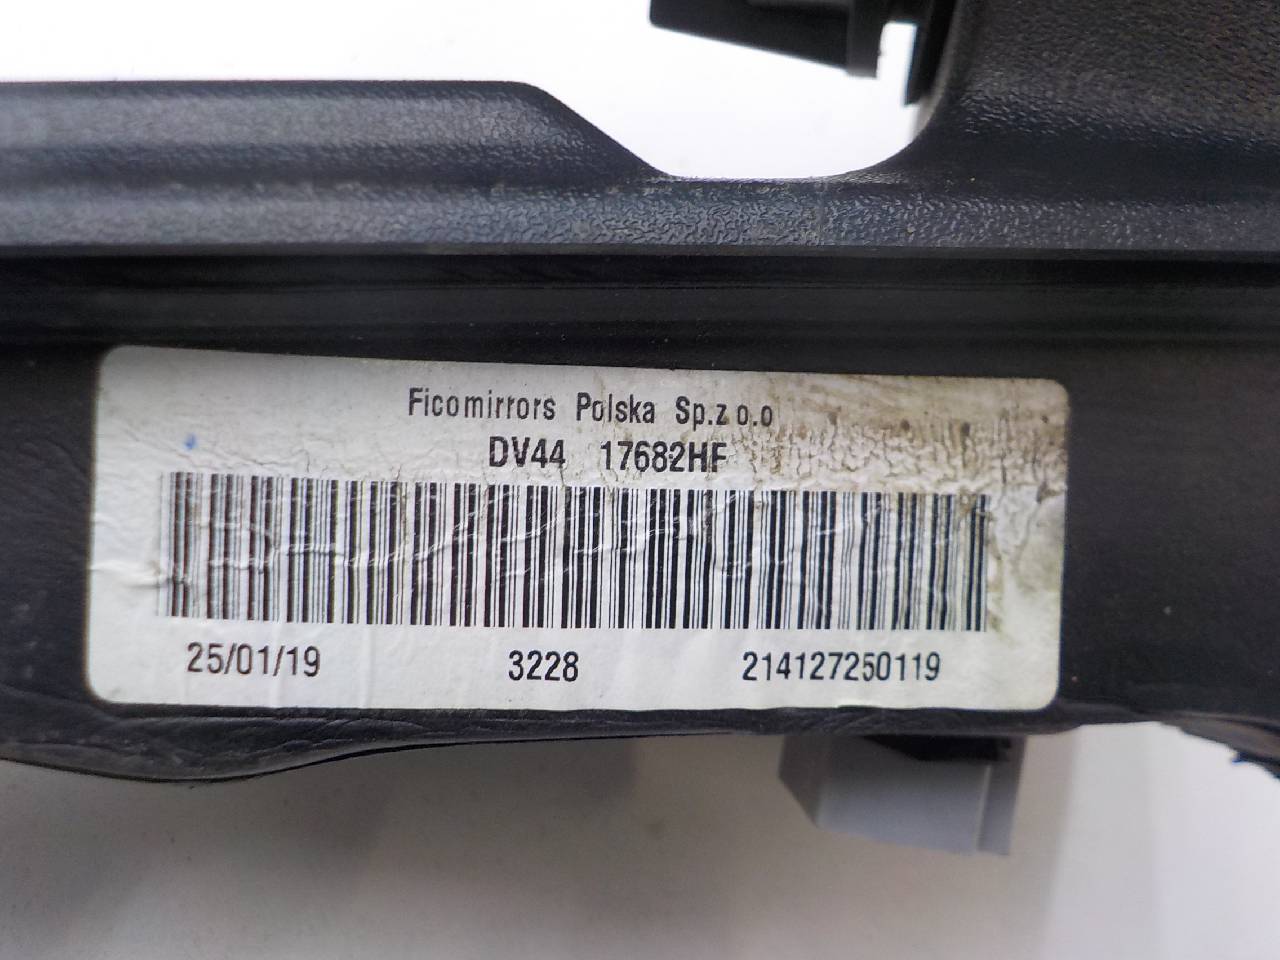 Ficomirrors Polska Sp.z o.o
DV44 17682HF
25/01/19 3228 214127250119